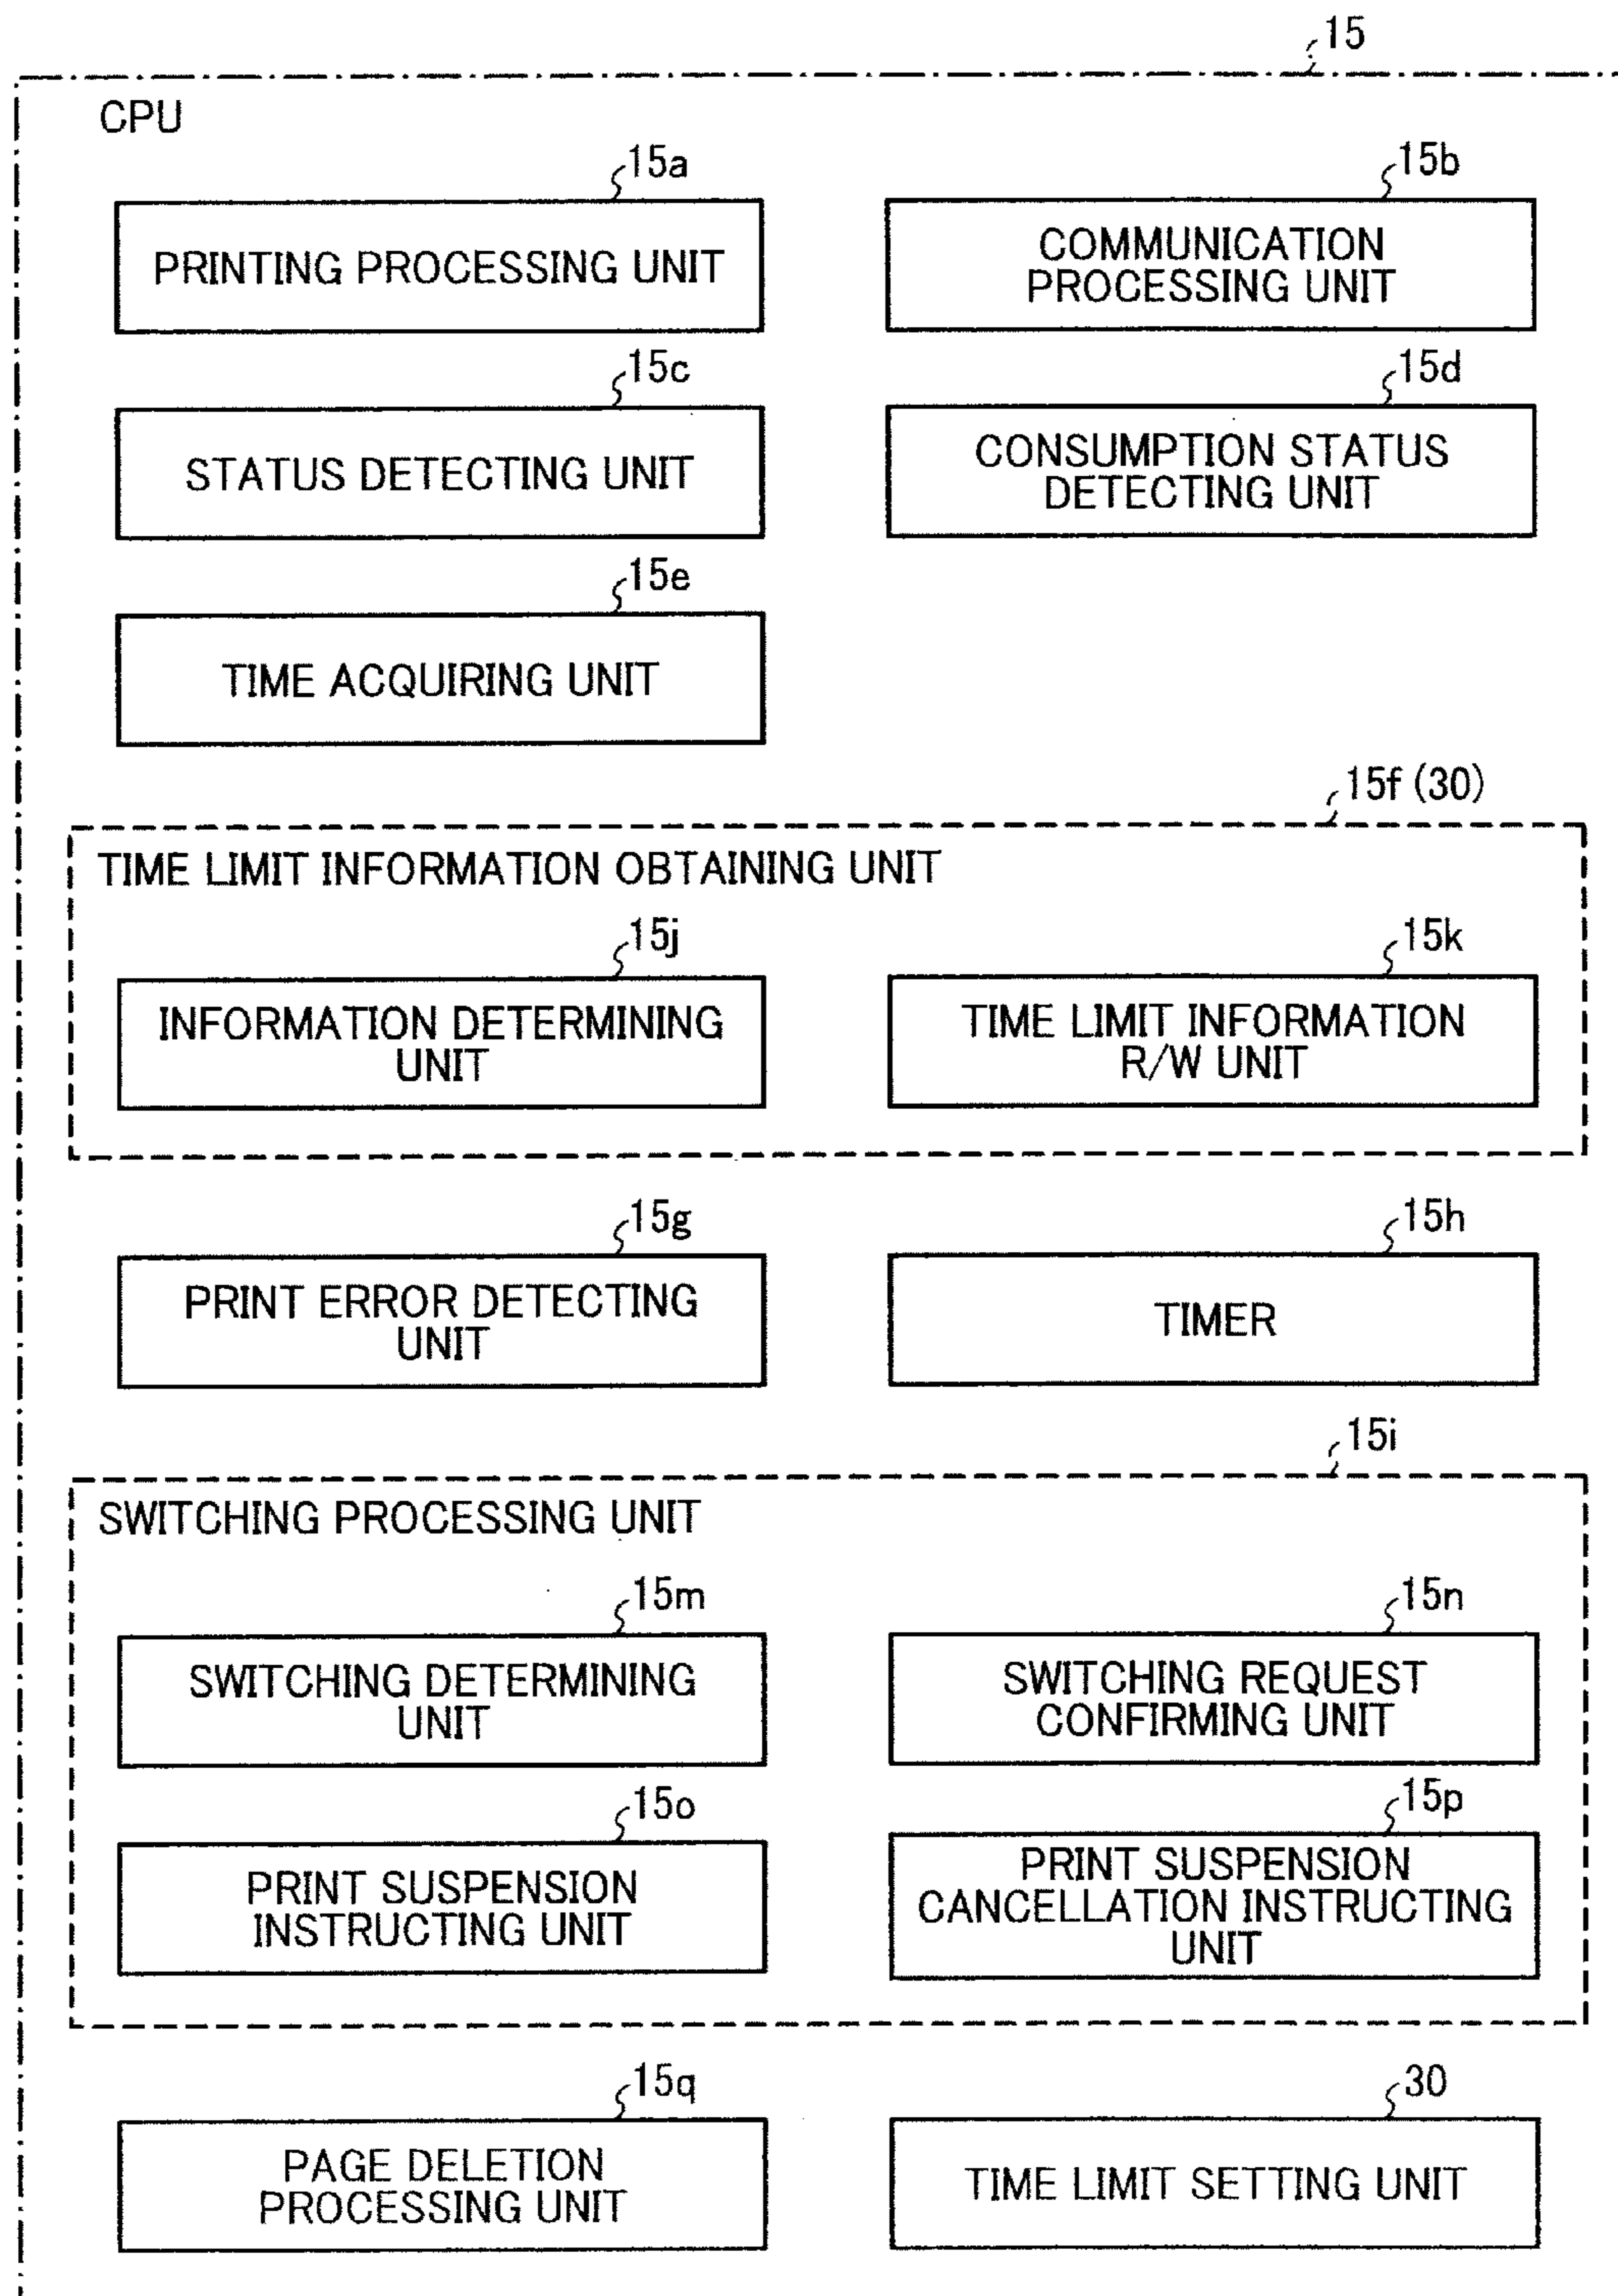 15
CPU
15a
PRINTING PROCESSING UNIT
15b
COMMUNICATION
PROCESSING UNIT
15c
STATUS DETECTING UNIT
15d
CONSUMPTION STATUS
DETECTING UNIT
15e
TIME ACQUIRING UNIT
15f (30)
TIME LIMIT INFORMATION OBTAINING UNIT
15j
INFORMATION DETERMINING
UNIT
15k
TIME LIMIT INFORMATION
R/W UNIT
15g
PRINT ERROR DETECTING
UNIT
15h
TIMER
15i
SWITCHING PROCESSING UNIT
15m
SWITCHING DETERMINING
UNIT
15n
SWITCHING REQUEST
CONFIRMING UNIT
15o
PRINT SUSPENSION
INSTRUCTING UNIT
15p
PRINT SUSPENSION
CANCELLATION INSTRUCTING
UNIT
15q
PAGE DELETION
PROCESSING UNIT
30
TIME LIMIT SETTING UNIT